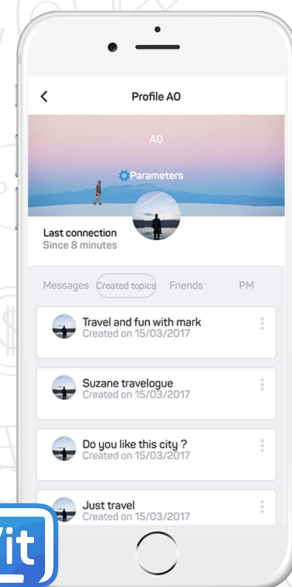 Profile AO
AO
Parameters
Last connection
Since 8 minutes
Messages Created topics Friends PM
Travel and fun with mark
Created on 15/03/2017
Suzane travelogue
Created on 15/03/2017
Do you like this city ?
Created on 15/03/2017
Just travel
Created on 15/03/2017